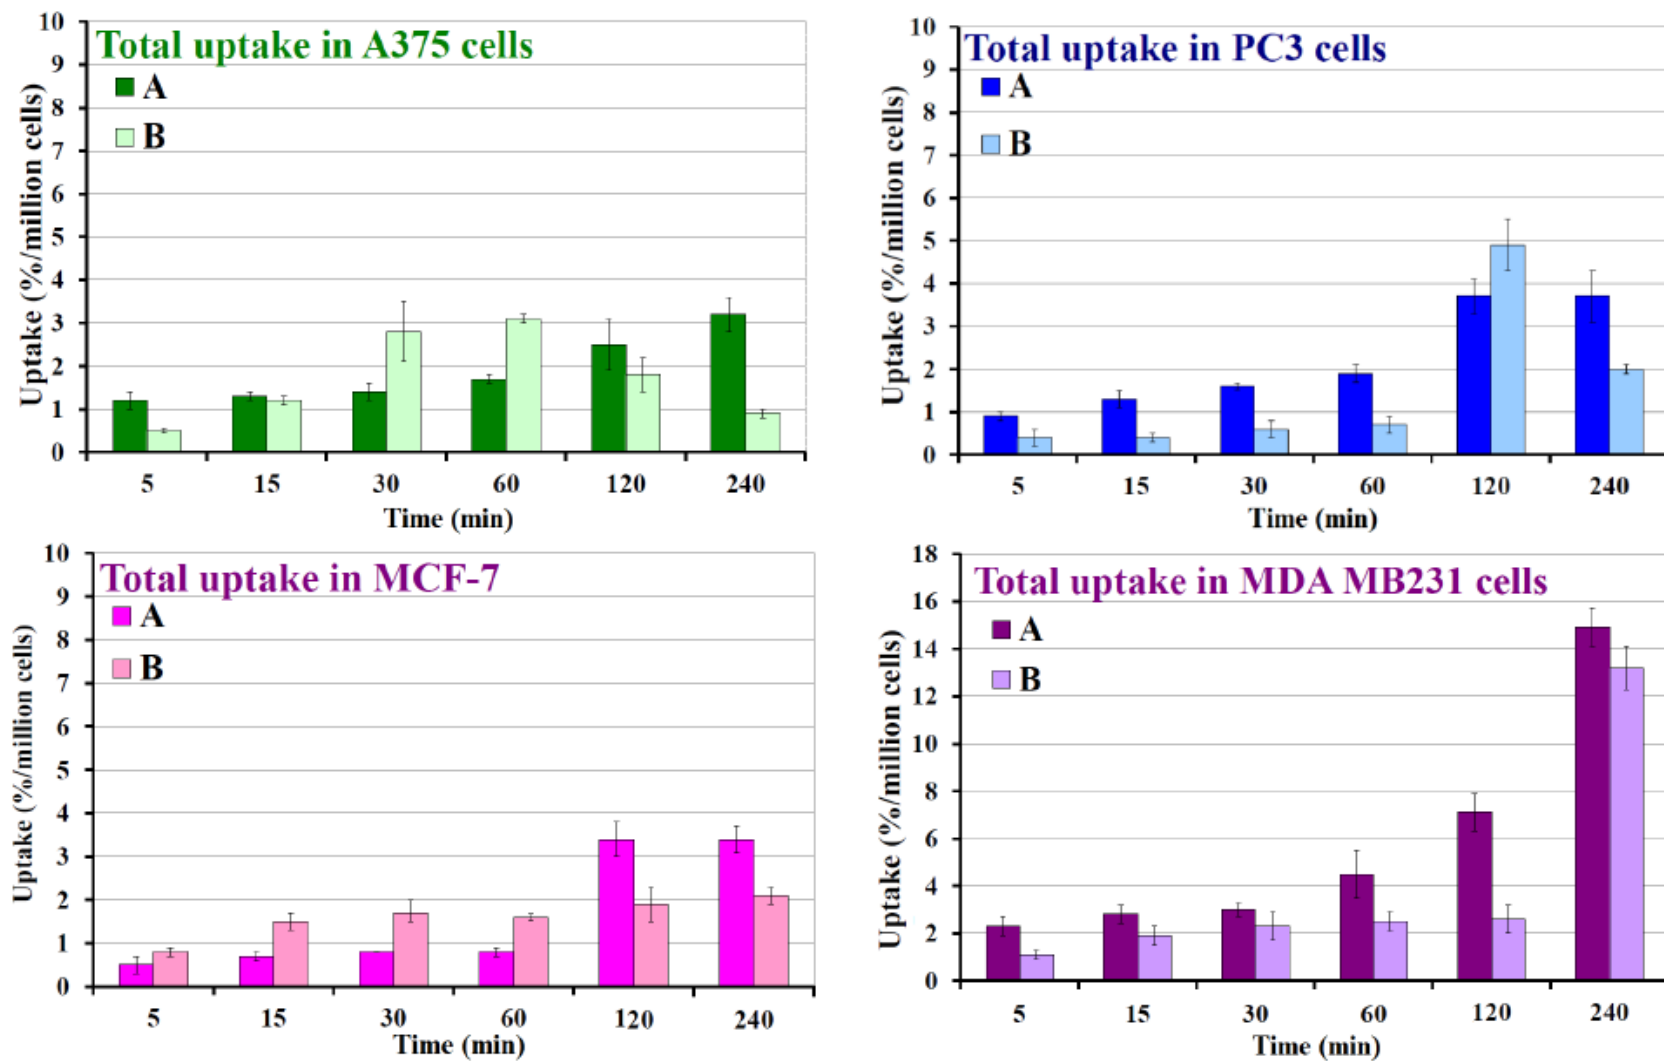 Total uptake in A375 cells
A
B
Uptake (%/million cells)
10
9
8
7
6
5
4
3
2
1
0
5 15 30 60 120 240
Time (min)
Total uptake in PC3 cells
A
B
Uptake (%/million cells)
10
9
8
7
6
5
4
3
2
1
0
5 15 30 60 120 240
Time (min)
Total uptake in MCF-7
A
B
Uptake (%/million cells)
10
9
8
7
6
5
4
3
2
1
0
5 15 30 60 120 240
Time (min)
Total uptake in MDA MB231 cells
A
B
Uptake (%/million cells)
18
16
14
12
10
8
6
4
2
0
5 15 30 60 120 240
Time (min)